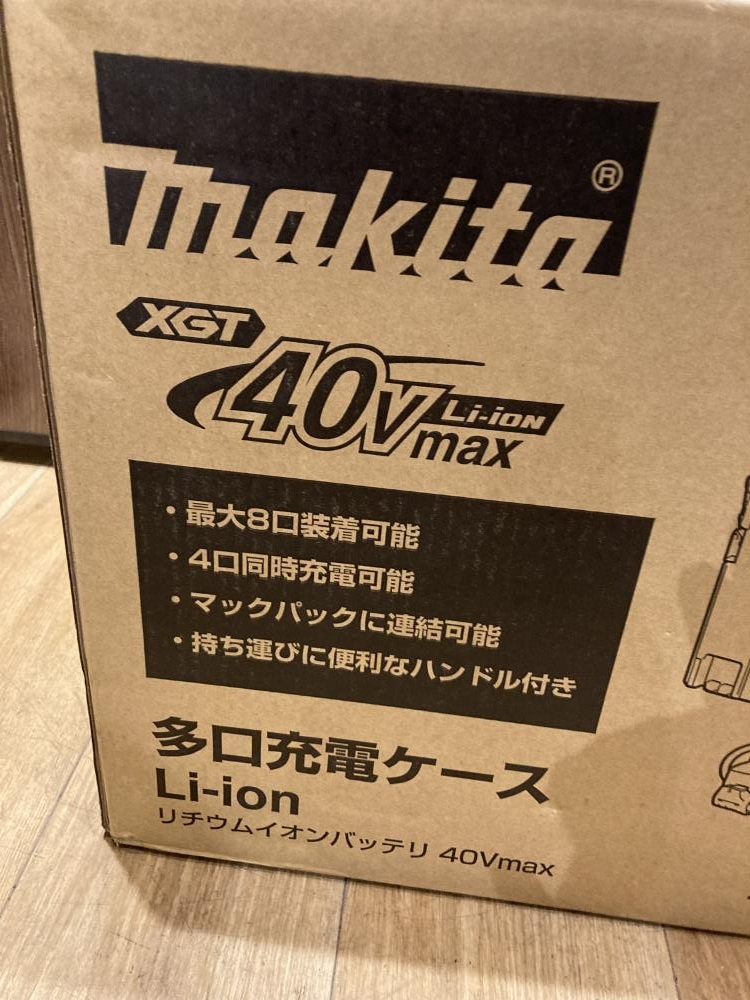 makita®
XGT
40Vmax Li-ion
・最大8口装着可能
・4口同時充電可能
・マックパックに連結可能
・持ち運びに便利なハンドル付き
多口充電ケース
Li-ion
リチウムイオンバッテリ 40Vmax